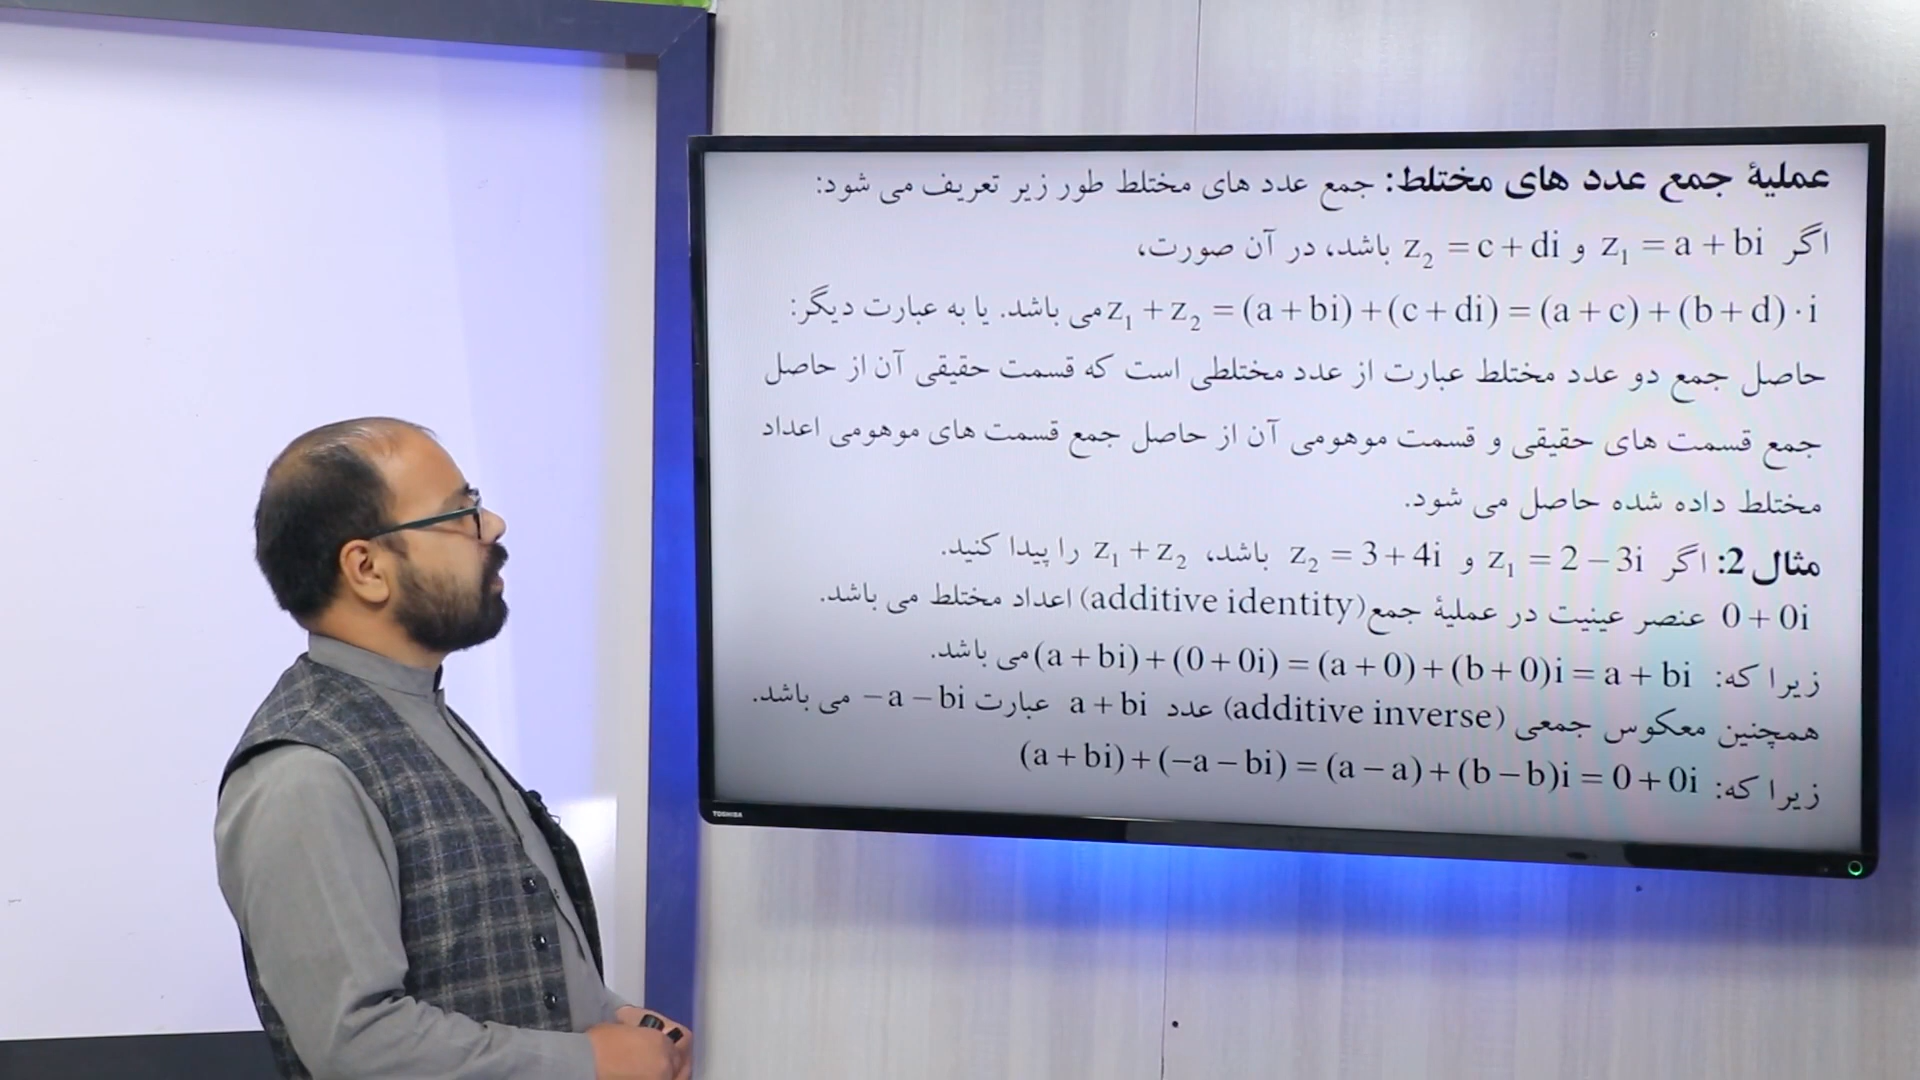 عملیۀ جمع عدد های مختلط: جمع عدد های مختلط طور زیر تعریف می شود:
اگر z₁ = a + bi و z₂ = c + di باشد، در آن صورت،
z₁ + z₂ = (a + bi) + (c + di) = (a + c) + (b + d) · i می باشد. یا به عبارت دیگر:
حاصل جمع دو عدد مختلط عبارت از عدد مختلطی است که قسمت حقیقی آن از حاصل
جمع قسمت های حقیقی و قسمت موهومی آن از حاصل جمع قسمت های موهومی اعداد
مختلط داده شده حاصل می شود.
مثال 2: اگر z₁ = 2 − 3i و z₂ = 3 + 4i باشد، z₁ + z₂ را پیدا کنید.
0 + 0i عنصر عینیت در عملیۀ جمع (additive identity) اعداد مختلط می باشد.
زیرا که: (a + bi) + (0 + 0i) = (a + 0) + (b + 0)i = a + bi می باشد.
همچنین معکوس جمعی (additive inverse) عدد a + bi عبارت −a − bi می باشد.
زیرا که: (a + bi) + (−a − bi) = (a − a) + (b − b)i = 0 + 0i
TOSHIBA